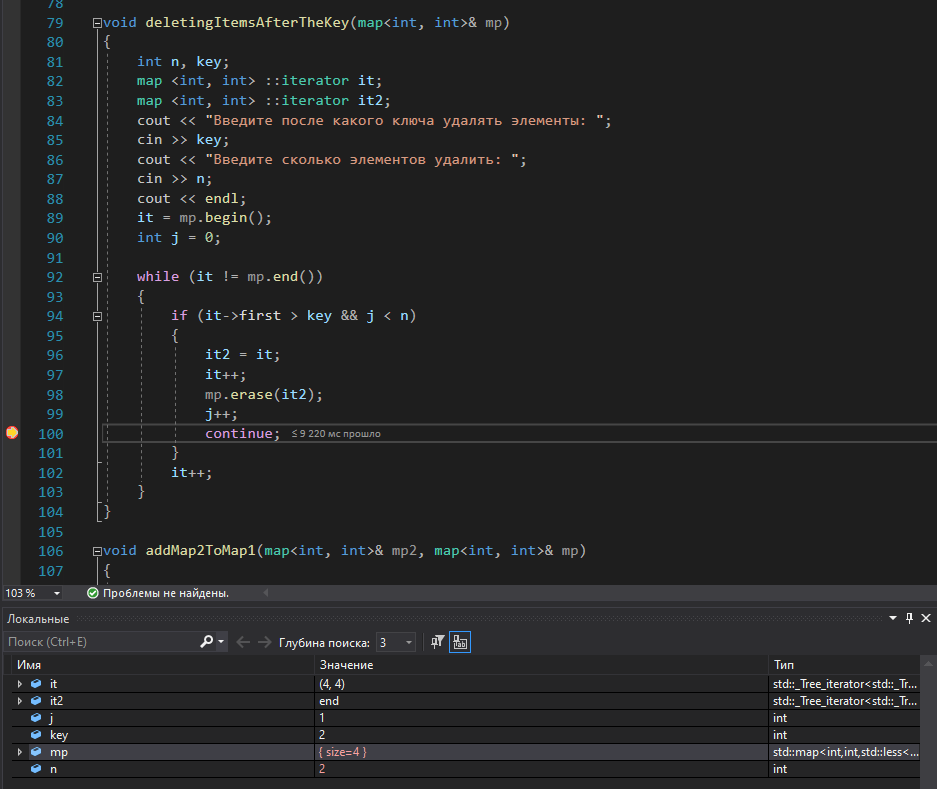 78
79 void deletingItemsAfterTheKey(map<int, int>& mp)
80 {
81 int n, key;
82 map <int, int> ::iterator it;
83 map <int, int> ::iterator it2;
84 cout << "Введите после какого ключа удалять элементы: ";
85 cin >> key;
86 cout << "Введите сколько элементов удалить: ";
87 cin >> n;
88 cout << endl;
89 it = mp.begin();
90 int j = 0;
91
92 while (it != mp.end())
93 {
94 if (it->first > key && j < n)
95 {
96 it2 = it;
97 it++;
98 mp.erase(it2);
99 j++;
100 continue; ≤ 9 220 мс прошло
101 }
102 it++;
103 }
104 }
105
106 void addMap2ToMap1(map<int, int>& mp2, map<int, int>& mp)
107 {
103 % Проблемы не найдены.
Локальные
Поиск (Ctrl+E) Глубина поиска: 3
Имя Значение Тип
it (4, 4) std::_Tree_iterator<std::_Tr...
it2 end std::_Tree_iterator<std::_Tr...
j 1 int
key 2 int
mp { size=4 } std::map<int,int,std::less<...
n 2 int